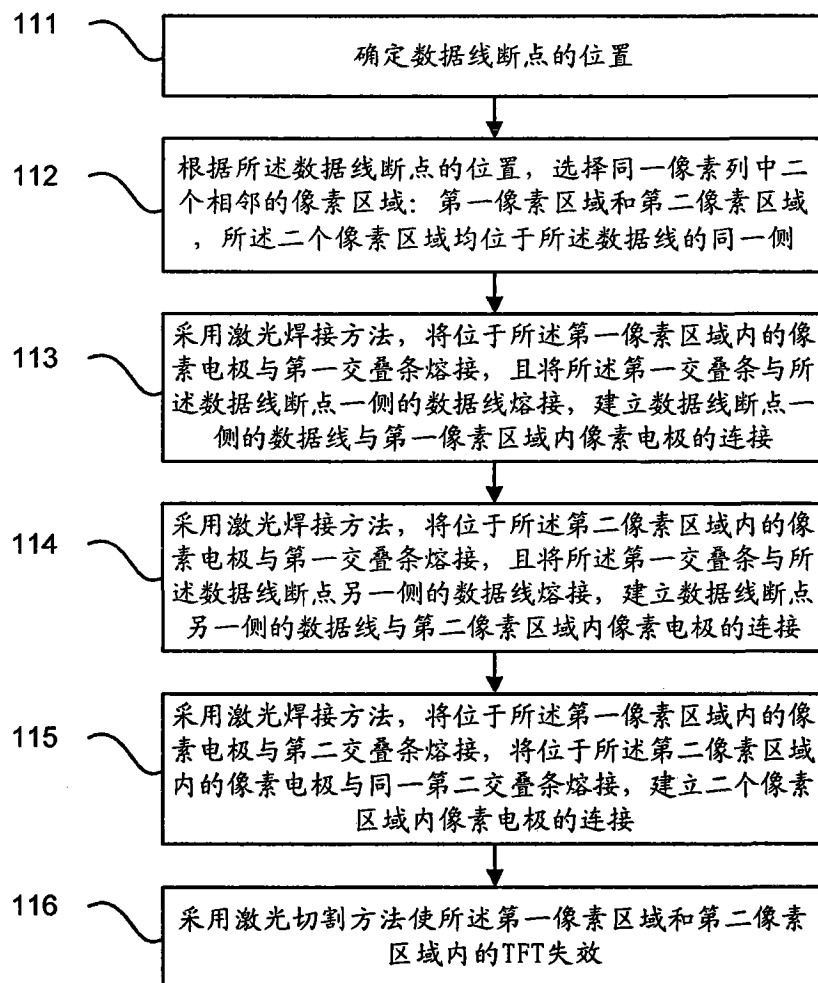 111
确定数据线断点的位置
112
根据所述数据线断点的位置，选择同一像素列中二
个相邻的像素区域：第一像素区域和第二像素区域
，所述二个像素区域均位于所述数据线的同一侧
113
采用激光焊接方法，将位于所述第一像素区域内的像
素电极与第一交叠条熔接，且将所述第一交叠条与所
述数据线断点一侧的数据线熔接，建立数据线断点一
侧的数据线与第一像素区域内像素电极的连接
114
采用激光焊接方法，将位于所述第二像素区域内的像
素电极与第一交叠条熔接，且将所述第一交叠条与所
述数据线断点另一侧的数据线熔接，建立数据线断点
另一侧的数据线与第二像素区域内像素电极的连接
115
采用激光焊接方法，将位于所述第一像素区域内的像
素电极与第二交叠条熔接，将位于所述第二像素区域
内的像素电极与同一第二交叠条熔接，建立二个像素
区域内像素电极的连接
116
采用激光切割方法使所述第一像素区域和第二像素
区域内的TFT失效